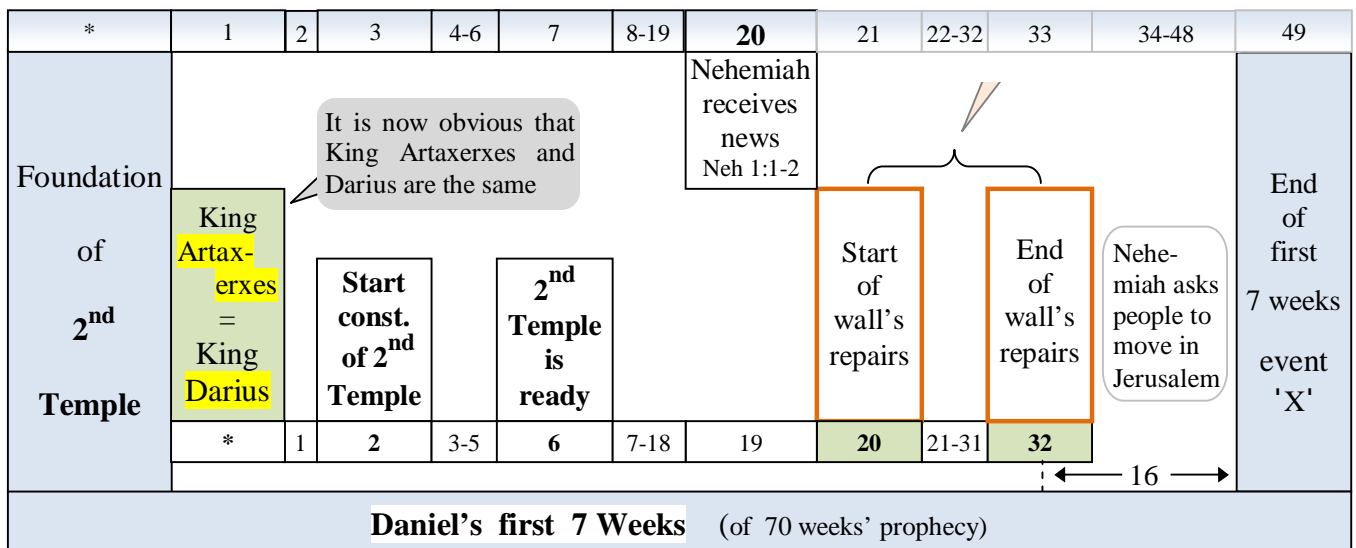 * 1 2 3 4-6 7 8-19 20 21 22-32 33 34-48 49
Foundation
of
2nd
Temple
King
Artax-
erxes
=
King
Darius
It is now obvious that
King Artaxerxes and
Darius are the same
Start
const.
of 2nd
Temple
2nd
Temple
is
ready
Nehemiah
receives
news
Neh 1:1-2
Start
of
wall’s
repairs
End
of
wall’s
repairs
Nehe-
miah asks
people to
move in
Jerusalem
End
of
first
7 weeks
event
'X'
* 1 2 3-5 6 7-18 19 20 21-31 32
16
Daniel’s first 7 Weeks (of 70 weeks’ prophecy)